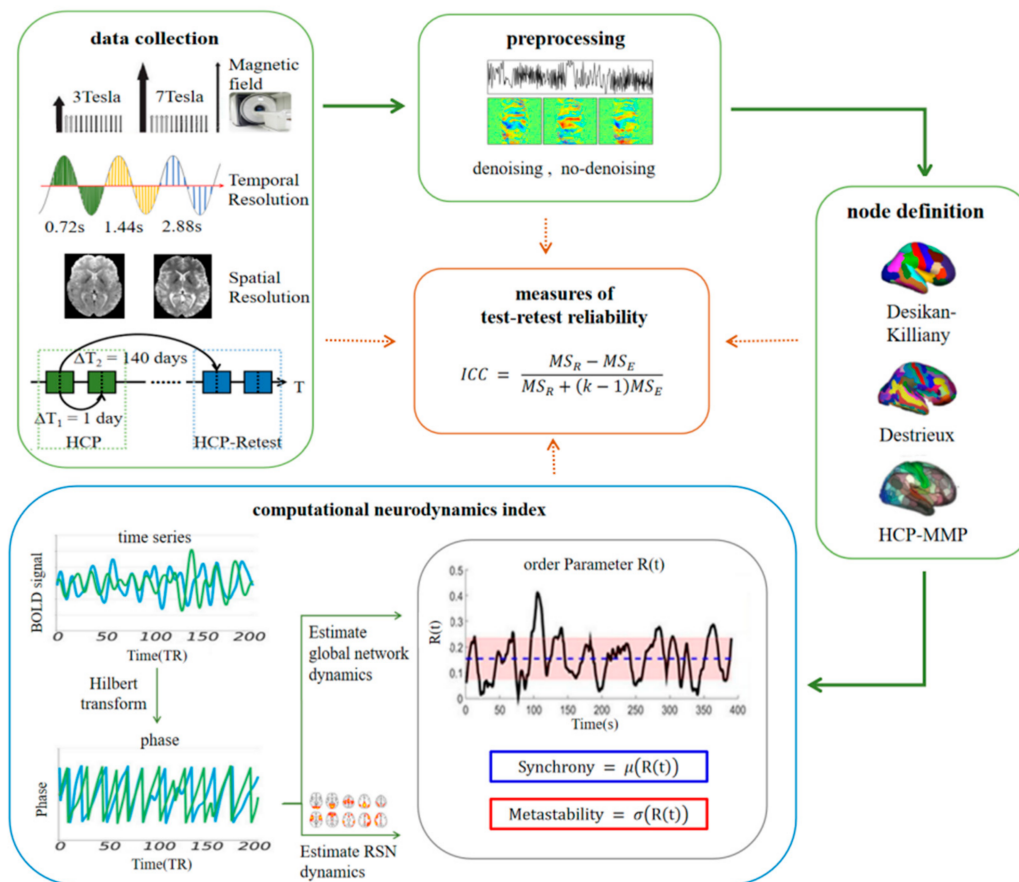 data collection
3Tesla
7Tesla
Magnetic
field
Temporal
Resolution
0.72s
1.44s
2.88s
Spatial
Resolution
ΔT₂ = 140 days
T
ΔT₁ = 1 day
HCP
HCP-Retest
preprocessing
denoising , no-denoising
node definition
Desikan-
Killiany
Destrieux
HCP-MMP
measures of
test-retest reliability
ICC = (MS_R − MS_E) / (MS_R + (k − 1)MS_E)
computational neurodynamics index
time series
BOLD signal
0 50 100 150 200
Time(TR)
Hilbert
transform
phase
Phase
0 50 100 150 200
Time(TR)
Estimate
global network
dynamics
Estimate RSN
dynamics
order Parameter R(t)
R(t)
0.5
0.4
0.3
0.2
0.1
0
0 50 100 150 200 250 300 350 400
Time(s)
Synchrony = μ(R(t))
Metastability = σ(R(t))